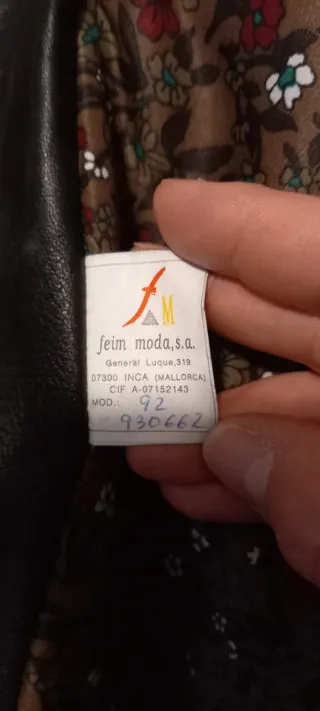 fM
feim moda,s.a.
General Luque,319
07300 INCA (MALLORCA)
CIF A-07152143
MOD.: 92
930662